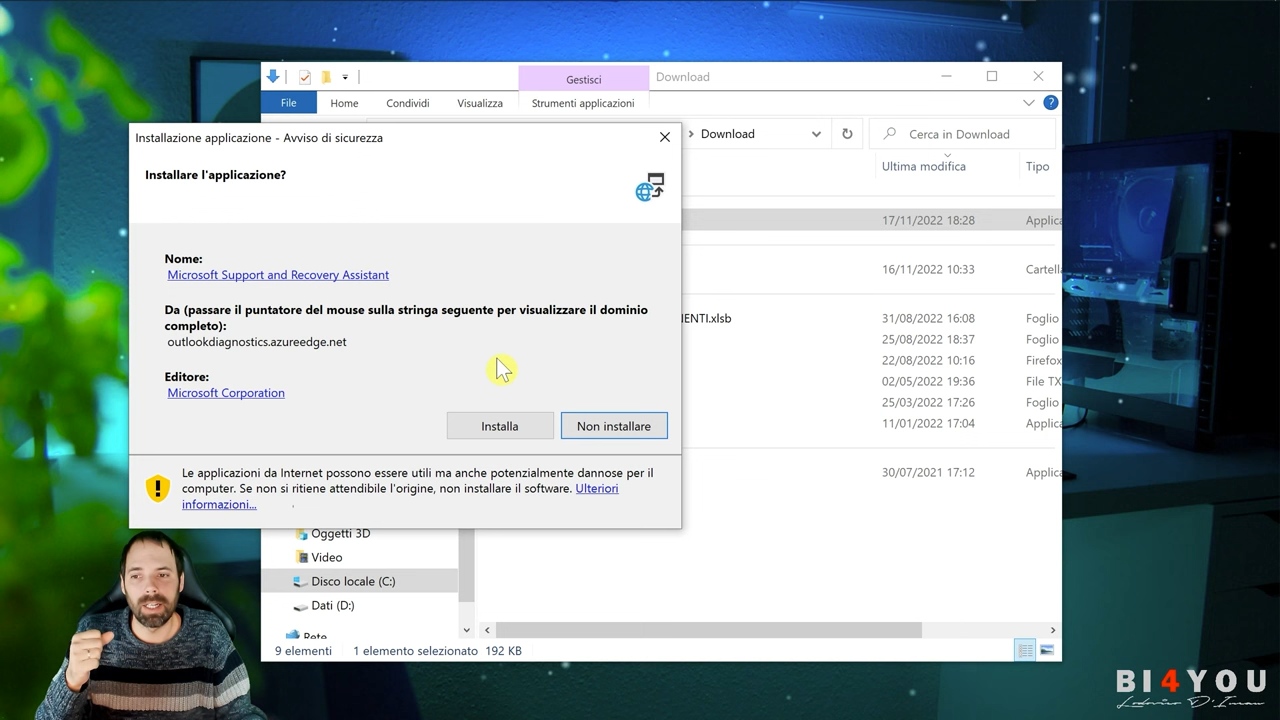 Gestisci
Download
File
Home
Condividi
Visualizza
Strumenti applicazioni
Installazione applicazione - Avviso di sicurezza
Installare l'applicazione?
Nome:
Microsoft Support and Recovery Assistant
Da (passare il puntatore del mouse sulla stringa seguente per visualizzare il dominio
completo):
outlookdiagnostics.azureedge.net
Editore:
Microsoft Corporation
Installa
Non installare
Le applicazioni da Internet possono essere utili ma anche potenzialmente dannose per il
computer. Se non si ritiene attendibile l'origine, non installare il software. Ulteriori
informazioni...
Download
Cerca in Download
Ultima modifica
Tipo
17/11/2022 18:28
Applica
16/11/2022 10:33
Cartell
IENTI.xlsb
31/08/2022 16:08
Foglio
25/08/2022 18:37
Foglio
22/08/2022 10:16
Firefox
02/05/2022 19:36
File TX
25/03/2022 17:26
Foglio
11/01/2022 17:04
Applica
30/07/2021 17:12
Applica
Oggetti 3D
Video
Disco locale (C:)
Dati (D:)
Rete
9 elementi
1 elemento selezionato 192 KB
BI4YOU